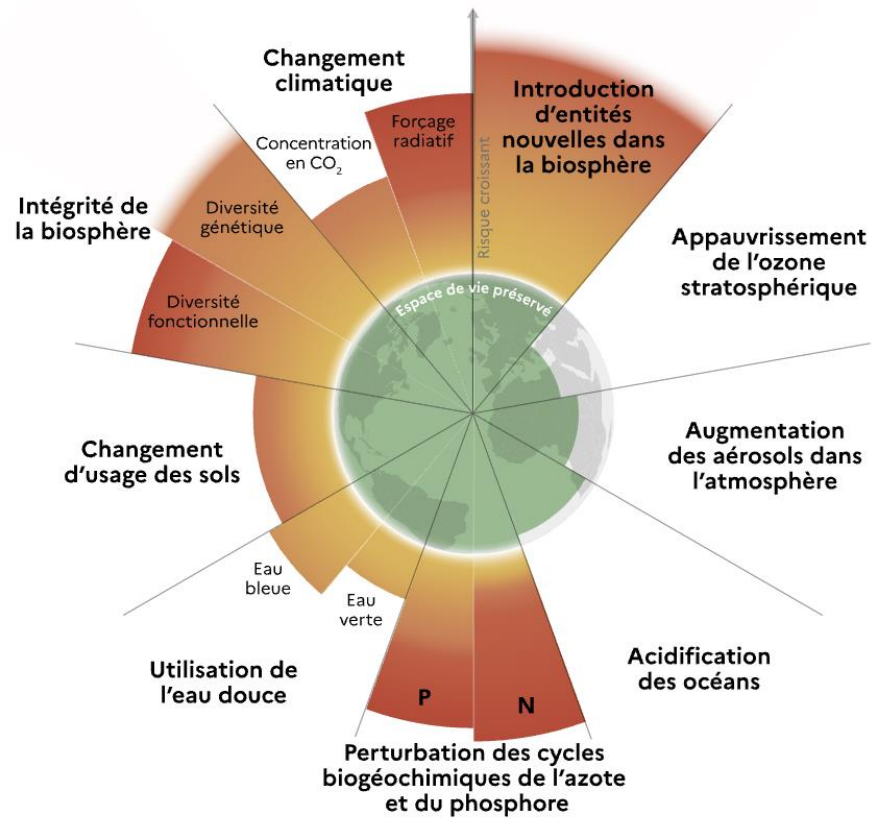 Changement
climatique
Forçage
radiatif
Concentration
en CO₂
Risque croissant
Introduction
d'entités
nouvelles dans
la biosphère
Intégrité de
la biosphère
Diversité
génétique
Diversité
fonctionnelle
Espace de vie préservé
Appauvrissement
de l'ozone
stratosphérique
Changement
d'usage des sols
Augmentation
des aérosols dans
l'atmosphère
Eau
bleue
Eau
verte
Utilisation de
l'eau douce
P
N
Acidification
des océans
Perturbation des cycles
biogéochimiques de l'azote
et du phosphore